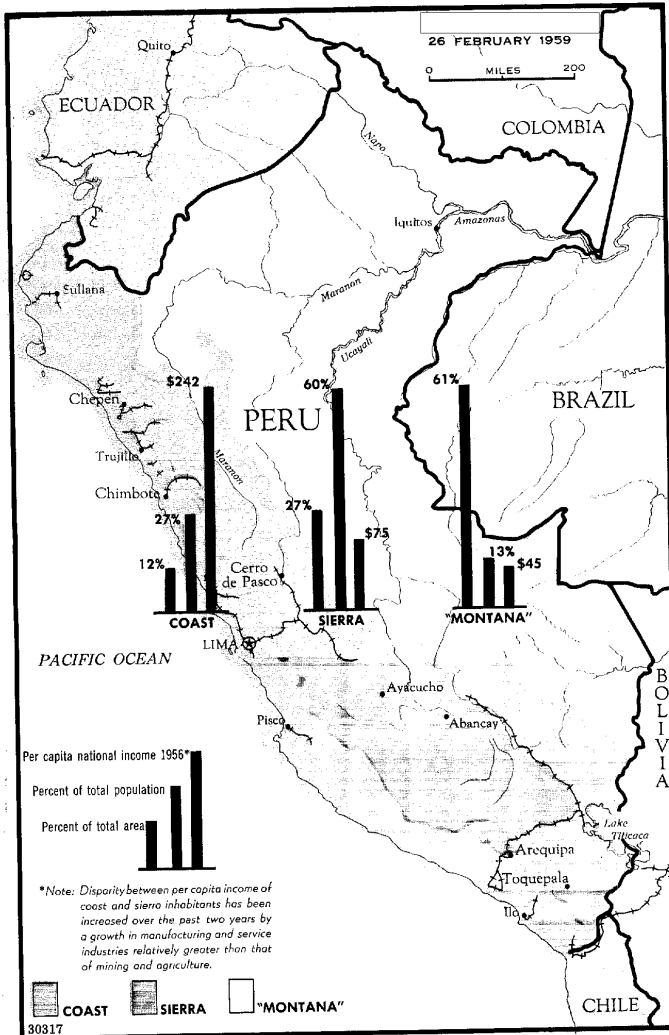 26 FEBRUARY 1959
0 MILES 200
Quito
ECUADOR
COLOMBIA
Napo
Iquitos
Amazonas
Sullana
Maranon
Ucayali
$242
60%
61%
Chepen
PERU
BRAZIL
Trujillo
Maranon
Chimbote
27%
27%
$75
12%
13%
$45
Cerro
de Pasco
COAST
SIERRA
"MONTANA"
LIMA
PACIFIC OCEAN
Ayacucho
BOLIVIA
Pisco
Abancay
Per capita national income 1956*
Percent of total population
Percent of total area
Lake
Titicaca
Arequipa
Toquepala
Ilo
*Note: Disparity between per capita income of
coast and sierra inhabitants has been
increased over the past two years by
a growth in manufacturing and service
industries relatively greater than that
of mining and agriculture.
COAST
SIERRA
"MONTANA"
CHILE
30317